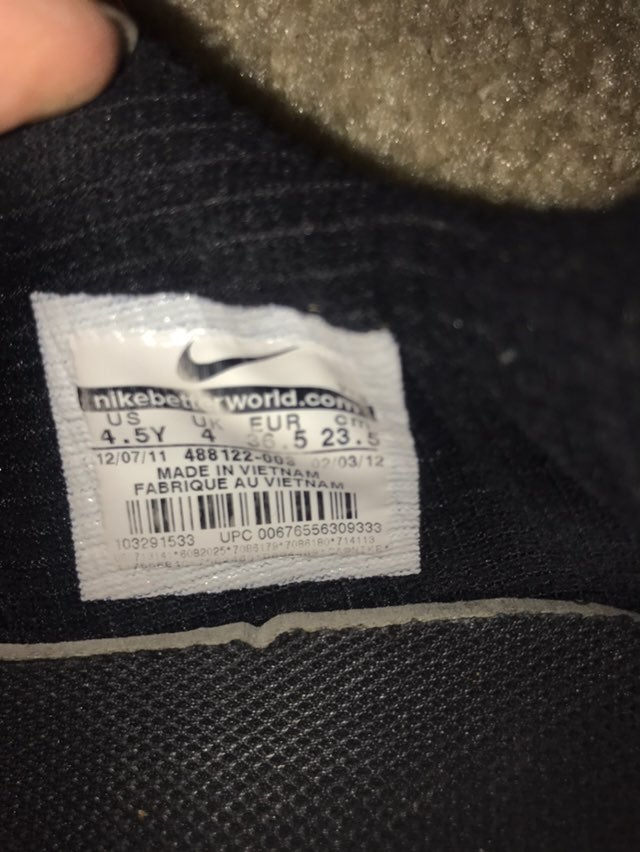 nikebetterworld.com
US UK EUR cm
4.5Y 4 36.5 23.5
12/07/11 488122-003 02/03/12
MADE IN VIETNAM
FABRIQUE AU VIETNAM
103291533 UPC 00676556309333